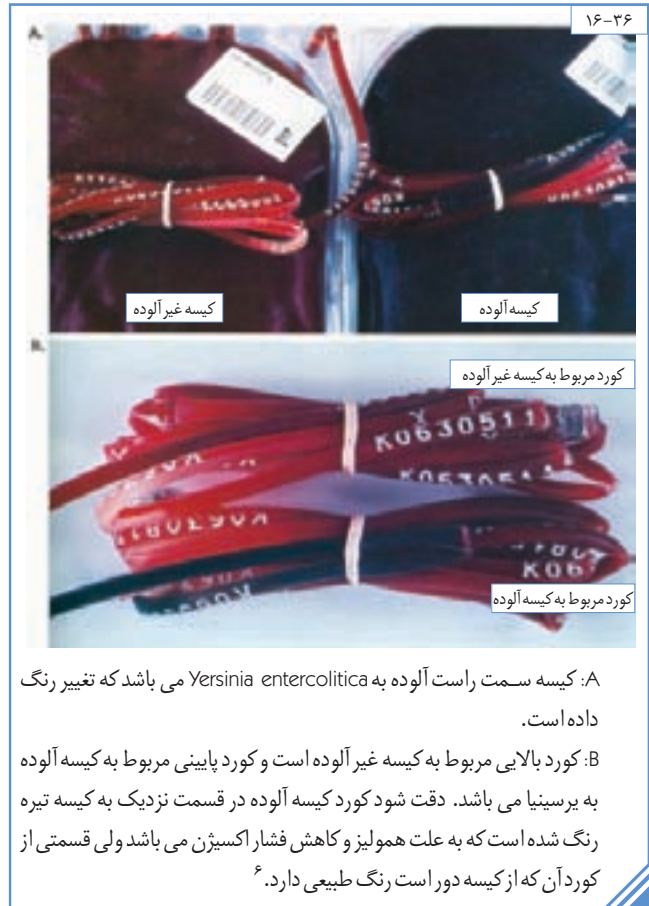 ۱۶-۳۶
A.
کیسه غیر آلوده
کیسه آلوده
B.
کورد مربوط به کیسه غیر آلوده
K0630511
کورد مربوط به کیسه آلوده
K06
A: کیسه سمت راست آلوده به Yersinia entercolitica می باشد که تغییر رنگ
داده است.
B: کورد بالایی مربوط به کیسه غیر آلوده است و کورد پایینی مربوط به کیسه آلوده
به یرسینیا می باشد. دقت شود کورد کیسه آلوده در قسمت نزدیک به کیسه تیره
رنگ شده است که به علت همولیز و کاهش فشار اکسیژن می باشد ولی قسمتی از
کورد آن که از کیسه دور است رنگ طبیعی دارد.۶